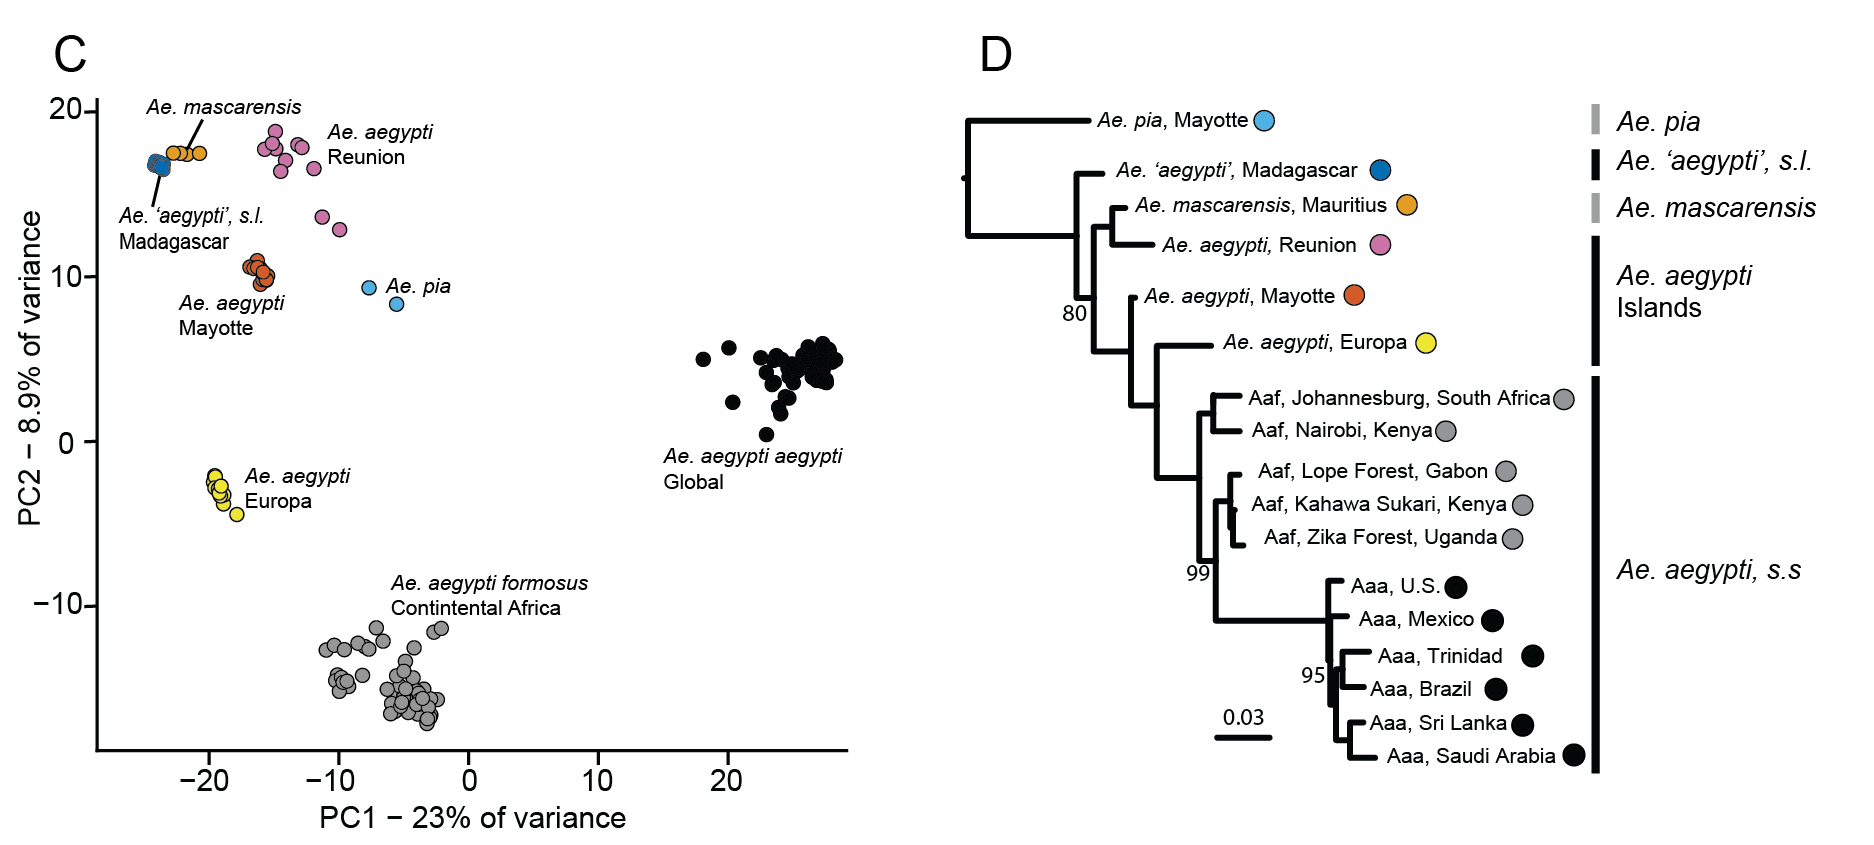 C
20
10
0
−10
PC2 − 8.9% of variance
Ae. mascarensis
Ae. aegypti
Reunion
Ae. ‘aegypti’, s.l.
Madagascar
Ae. aegypti
Mayotte
Ae. pia
Ae. aegypti aegypti
Global
Ae. aegypti
Europa
Ae. aegypti formosus
Contintental Africa
−20
−10
0
10
20
PC1 − 23% of variance
D
Ae. pia, Mayotte
Ae. ‘aegypti’, Madagascar
Ae. mascarensis, Mauritius
Ae. aegypti, Reunion
Ae. aegypti, Mayotte
80
Ae. aegypti, Europa
Aaf, Johannesburg, South Africa
Aaf, Nairobi, Kenya
Aaf, Lope Forest, Gabon
Aaf, Kahawa Sukari, Kenya
Aaf, Zika Forest, Uganda
99
Aaa, U.S.
Aaa, Mexico
Aaa, Trinidad
95
Aaa, Brazil
Aaa, Sri Lanka
Aaa, Saudi Arabia
0.03
Ae. pia
Ae. ‘aegypti’, s.l.
Ae. mascarensis
Ae. aegypti
Islands
Ae. aegypti, s.s